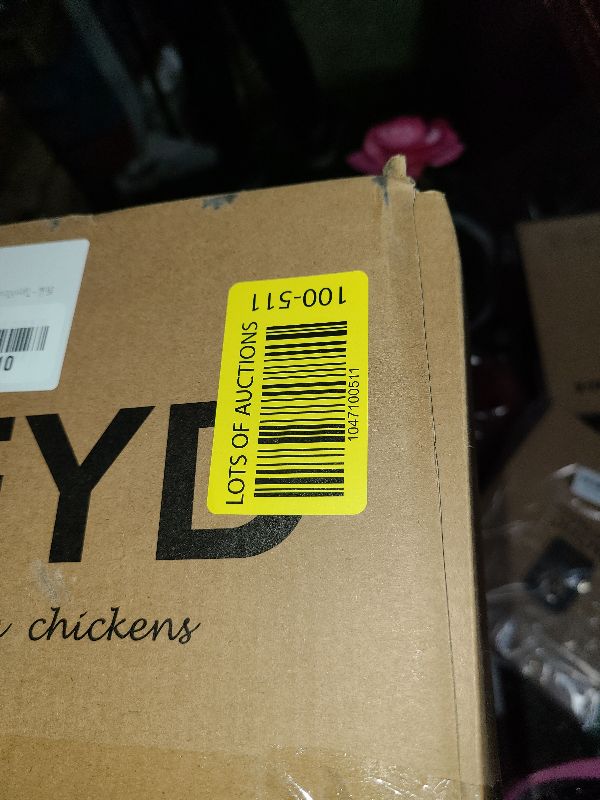 100-511
LOTS OF AUCTIONS
1047100511
YD
chickens